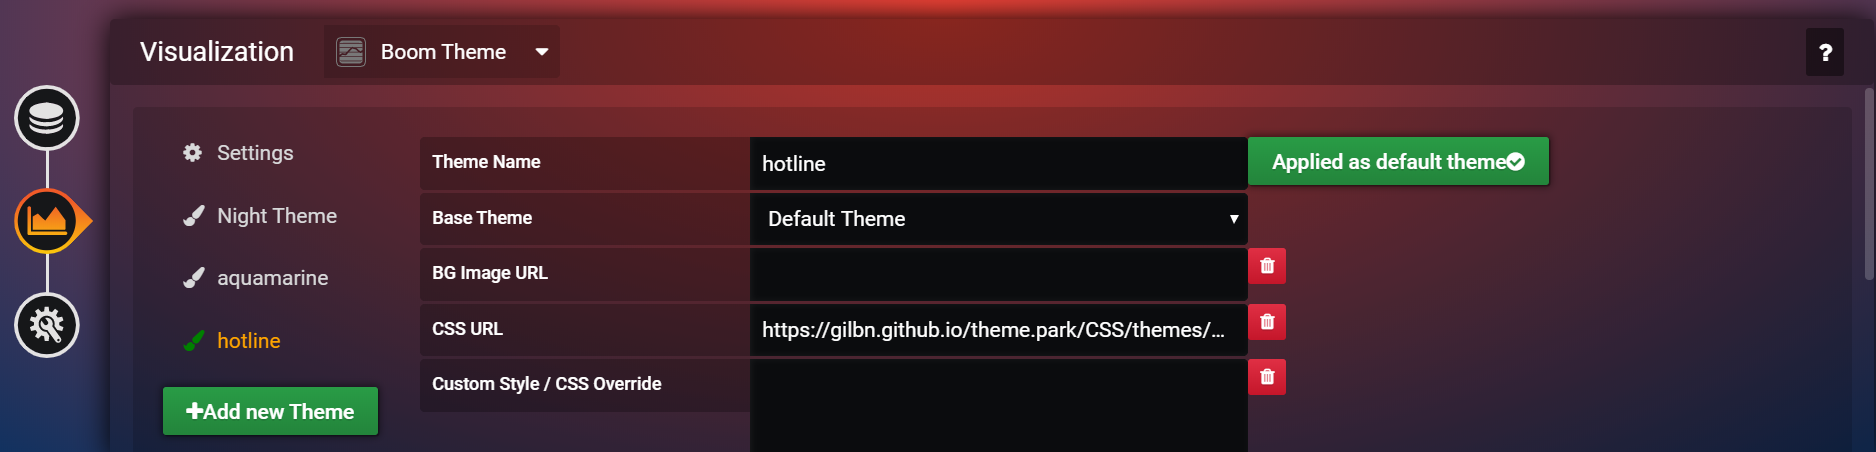 Visualization
Boom Theme
?
Settings
Night Theme
aquamarine
hotline
+Add new Theme
Theme Name
hotline
Applied as default theme
Base Theme
Default Theme
BG Image URL
CSS URL
https://gilbn.github.io/theme.park/CSS/themes/...
Custom Style / CSS Override